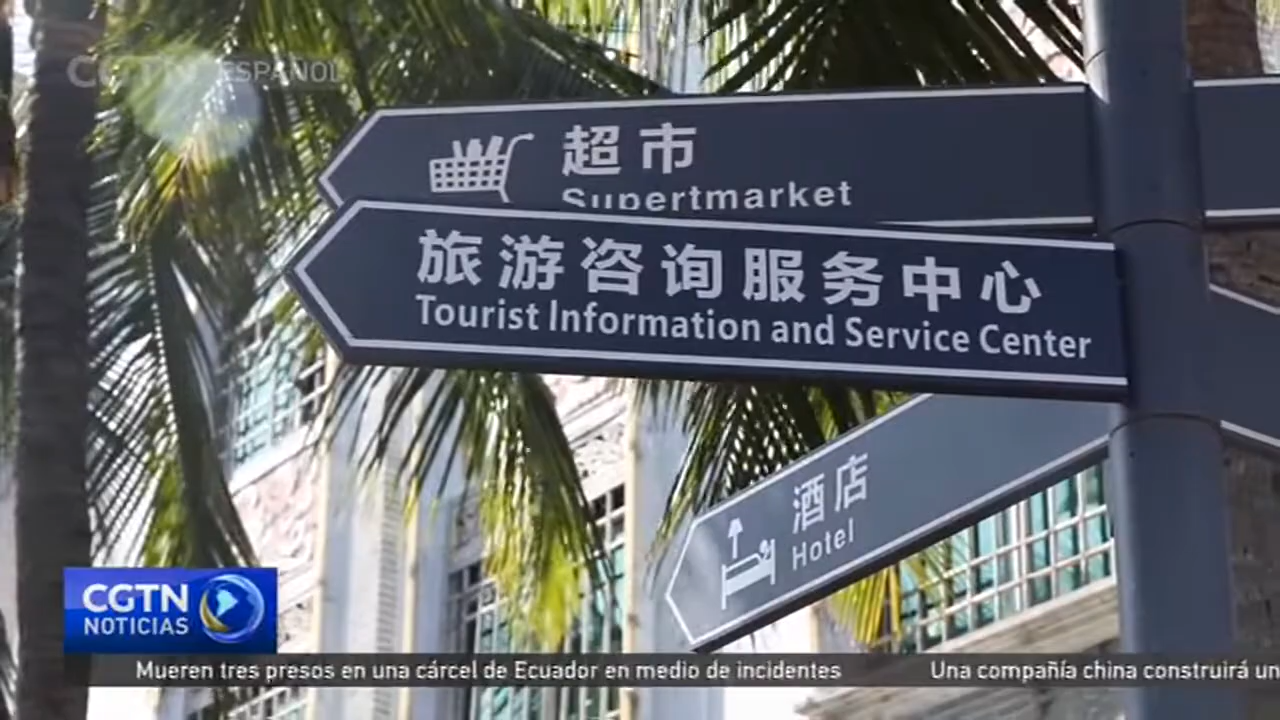 CGTN ESPAÑOL
超市
Supertmarket
旅游咨询服务中心
Tourist Information and Service Center
酒店
Hotel
CGTN
NOTICIAS
Mueren tres presos en una cárcel de Ecuador en medio de incidentes
Una compañía china construirá un